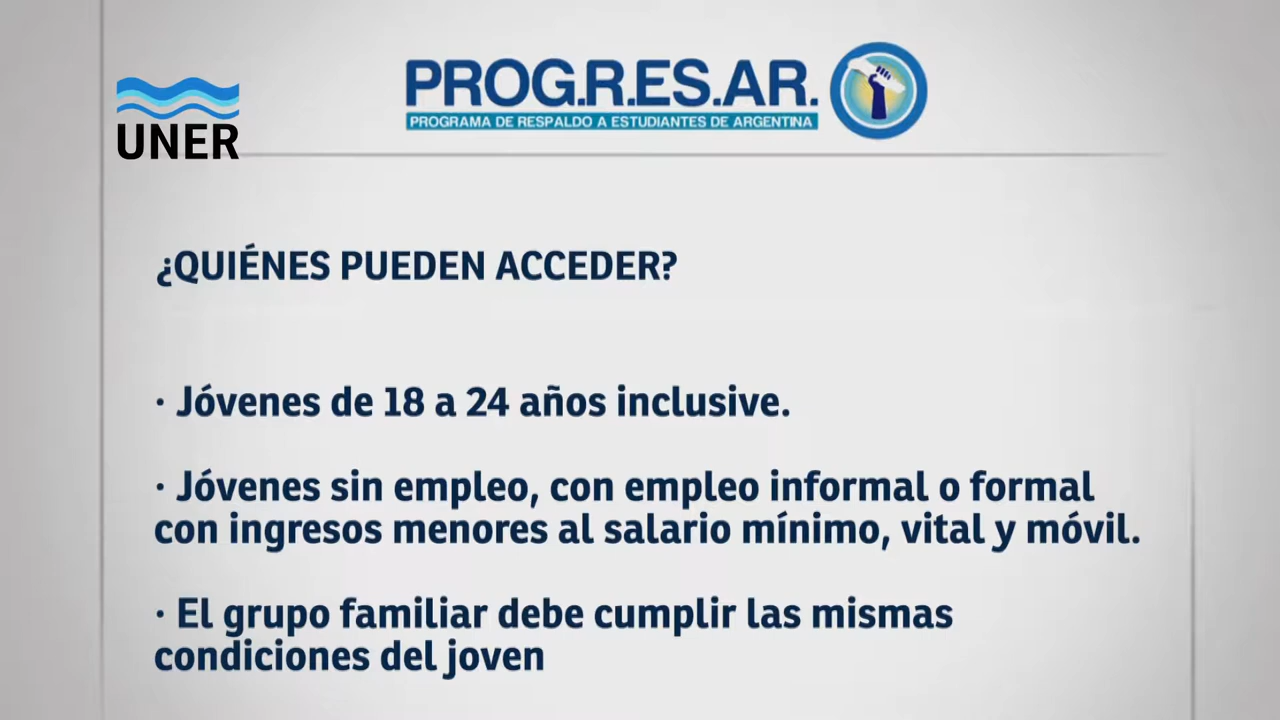 UNER
PROG.R.ES.AR.
PROGRAMA DE RESPALDO A ESTUDIANTES DE ARGENTINA
¿QUIÉNES PUEDEN ACCEDER?
· Jóvenes de 18 a 24 años inclusive.
· Jóvenes sin empleo, con empleo informal o formal
con ingresos menores al salario mínimo, vital y móvil.
· El grupo familiar debe cumplir las mismas
condiciones del joven